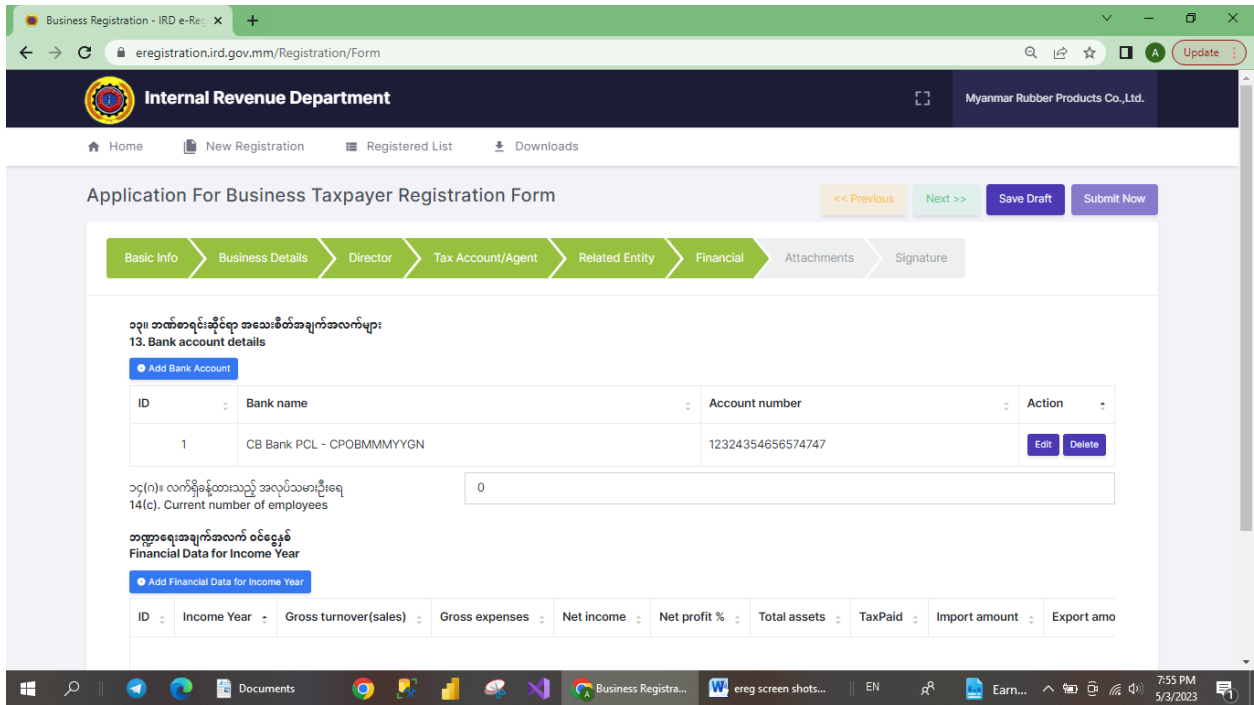 Business Registration - IRD e-Reg
eregistration.ird.gov.mm/Registration/Form
A
Update
Internal Revenue Department
Myanmar Rubber Products Co.,Ltd.
Home
New Registration
Registered List
Downloads
Application For Business Taxpayer Registration Form
<< Previous
Next >>
Save Draft
Submit Now
Basic Info
Business Details
Director
Tax Account/Agent
Related Entity
Financial
Attachments
Signature
၁၃။ ဘဏ်စာရင်းဆိုင်ရာ အသေးစိတ်အချက်အလက်များ
13. Bank account details
Add Bank Account
ID Bank name Account number Action
1 CB Bank PCL - CPOBMMMYYGN 12324354656574747 Edit Delete
၁၄(ဂ)။ လက်ရှိခန့်ထားသည့် အလုပ်သမားဦးရေ
14(c). Current number of employees
0
ဘဏ္ဍာရေးအချက်အလက် ဝင်ငွေနှစ်
Financial Data for Income Year
Add Financial Data for Income Year
ID Income Year Gross turnover(sales) Gross expenses Net income Net profit % Total assets TaxPaid Import amount Export amo
Documents
Business Registra...
ereg screen shots...
EN
Earn...
7:55 PM
5/3/2023
1